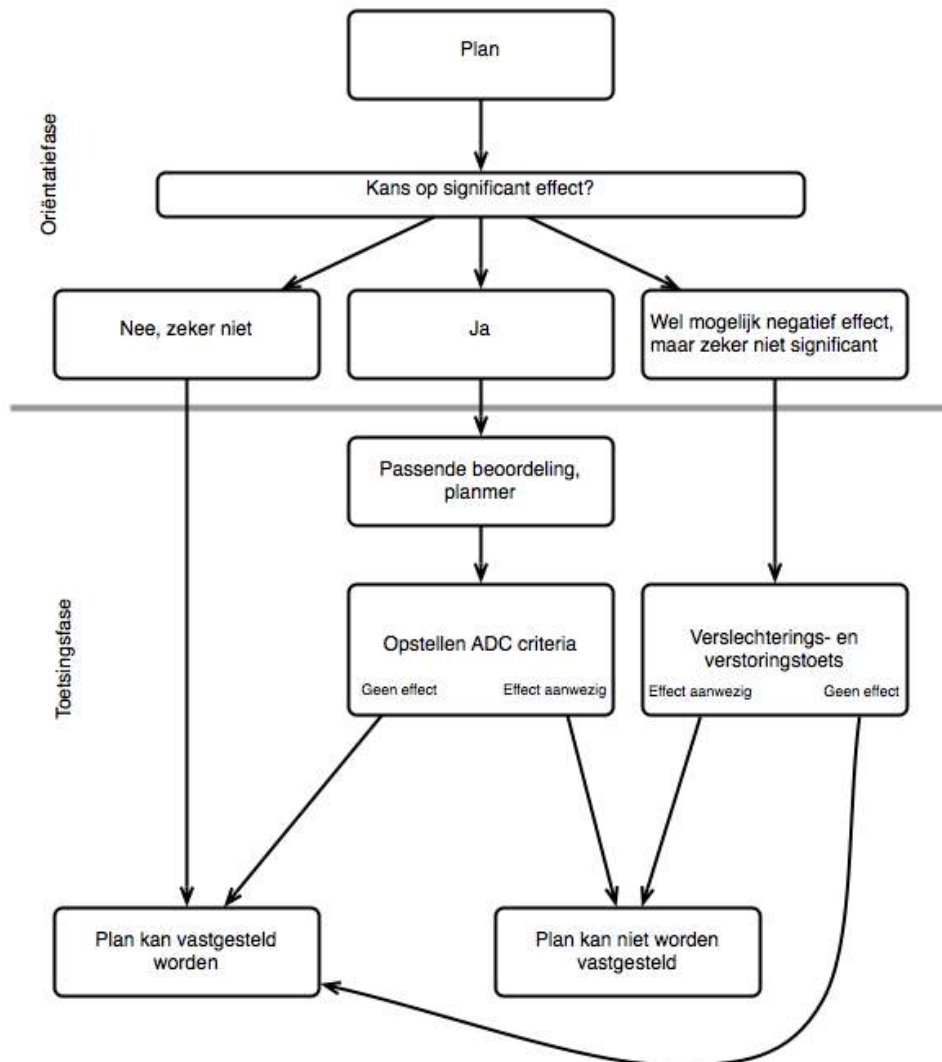 Plan
Oriëntatiefase
Kans op significant effect?
Nee, zeker niet
Ja
Wel mogelijk negatief effect,
maar zeker niet significant
Passende beoordeling,
planmer
Toetsingsfase
Opstellen ADC criteria
Geen effect
Effect aanwezig
Verslechterings- en
verstoringstoets
Effect aanwezig
Geen effect
Plan kan vastgesteld
worden
Plan kan niet worden
vastgesteld